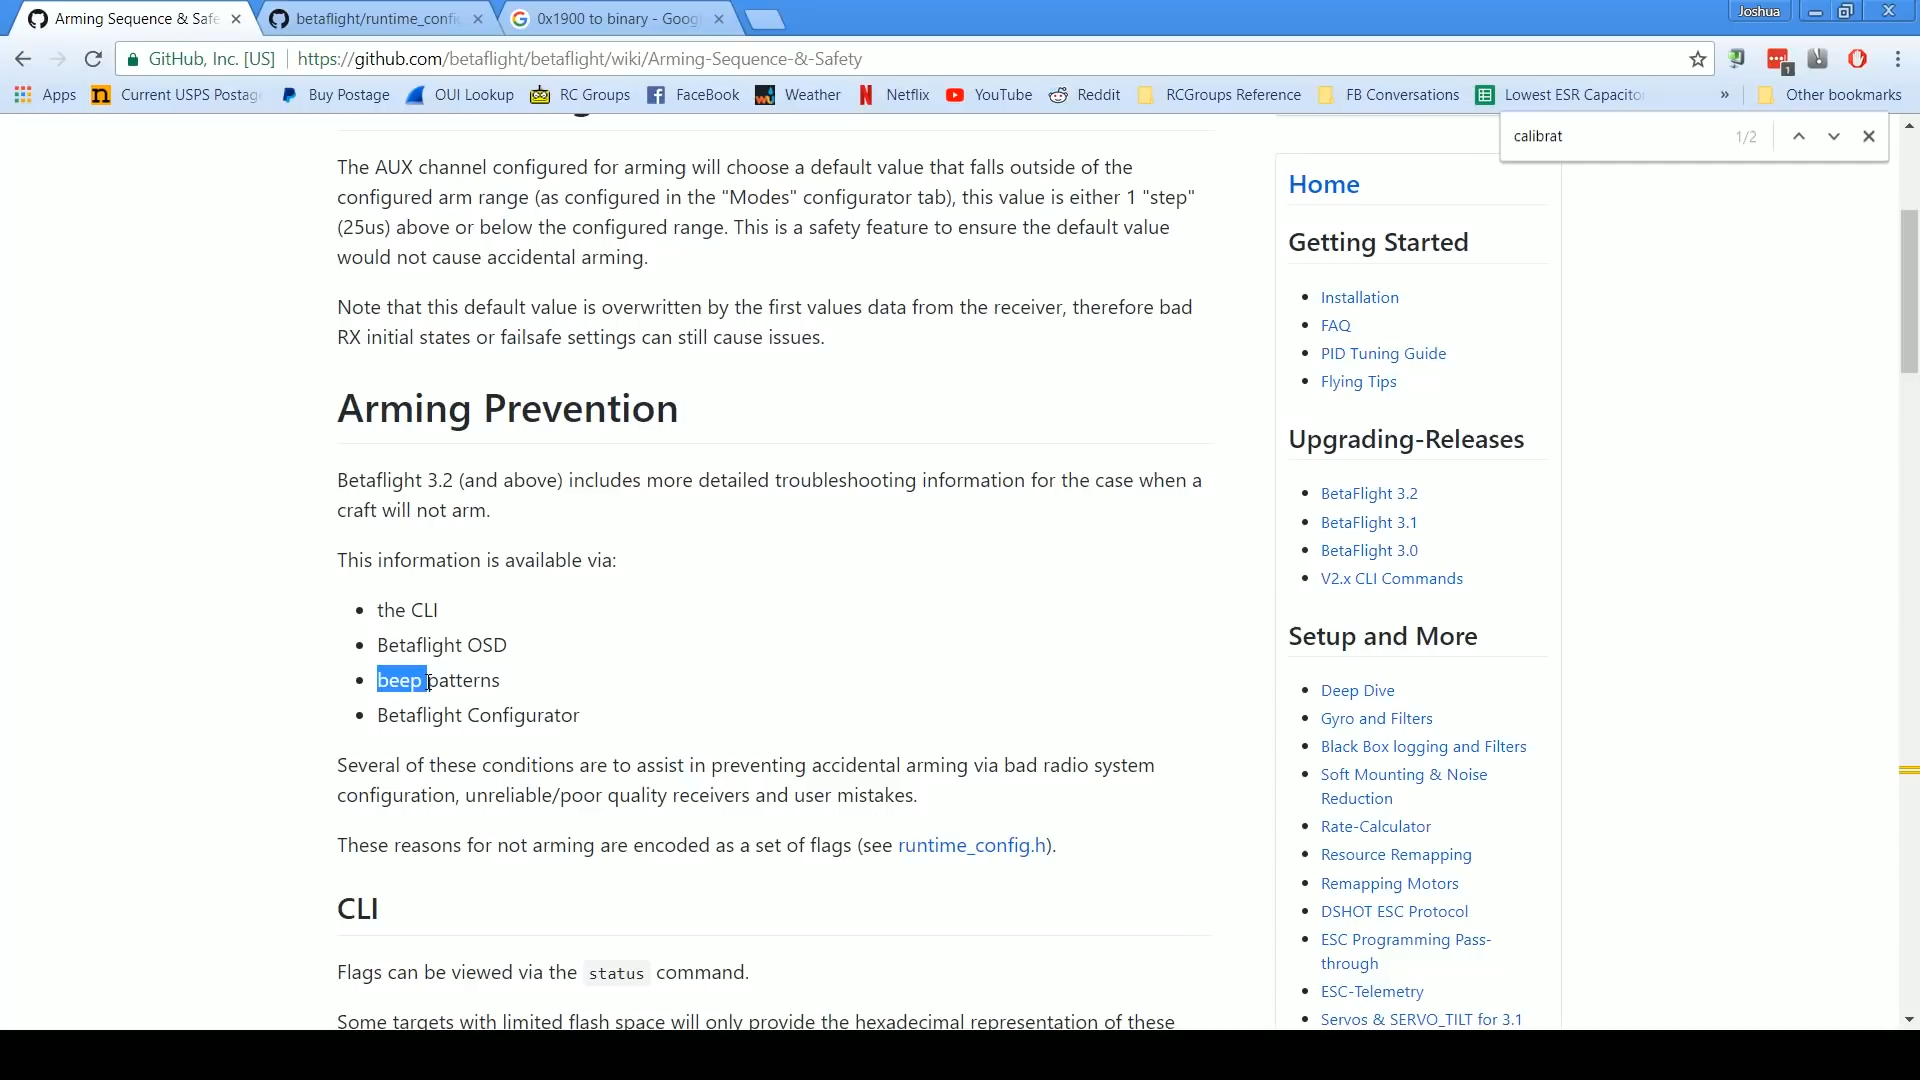 Arming Sequence & Safe
betaflight/runtime_config
0x1900 to binary - Goog
Joshua
GitHub, Inc. [US]
https://github.com/betaflight/betaflight/wiki/Arming-Sequence-&-Safety
1
Apps
Current USPS Postag
Buy Postage
OUI Lookup
RC Groups
FaceBook
Weather
Netflix
YouTube
Reddit
RCGroups Reference
FB Conversations
Lowest ESR Capacito
»
Other bookmarks
calibrat
1/2
The AUX channel configured for arming will choose a default value that falls outside of the
configured arm range (as configured in the "Modes" configurator tab), this value is either 1 "step"
(25us) above or below the configured range. This is a safety feature to ensure the default value
would not cause accidental arming.
Note that this default value is overwritten by the first values data from the receiver, therefore bad
RX initial states or failsafe settings can still cause issues.
Arming Prevention
Betaflight 3.2 (and above) includes more detailed troubleshooting information for the case when a
craft will not arm.
This information is available via:
• the CLI
• Betaflight OSD
• beep patterns
• Betaflight Configurator
Several of these conditions are to assist in preventing accidental arming via bad radio system
configuration, unreliable/poor quality receivers and user mistakes.
These reasons for not arming are encoded as a set of flags (see runtime_config.h).
CLI
Flags can be viewed via the status command.
Some targets with limited flash space will only provide the hexadecimal representation of these
Home
Getting Started
• Installation
• FAQ
• PID Tuning Guide
• Flying Tips
Upgrading-Releases
• BetaFlight 3.2
• BetaFlight 3.1
• BetaFlight 3.0
• V2.x CLI Commands
Setup and More
• Deep Dive
• Gyro and Filters
• Black Box logging and Filters
• Soft Mounting & Noise
Reduction
• Rate-Calculator
• Resource Remapping
• Remapping Motors
• DSHOT ESC Protocol
• ESC Programming Pass-
through
• ESC-Telemetry
• Servos & SERVO_TILT for 3.1